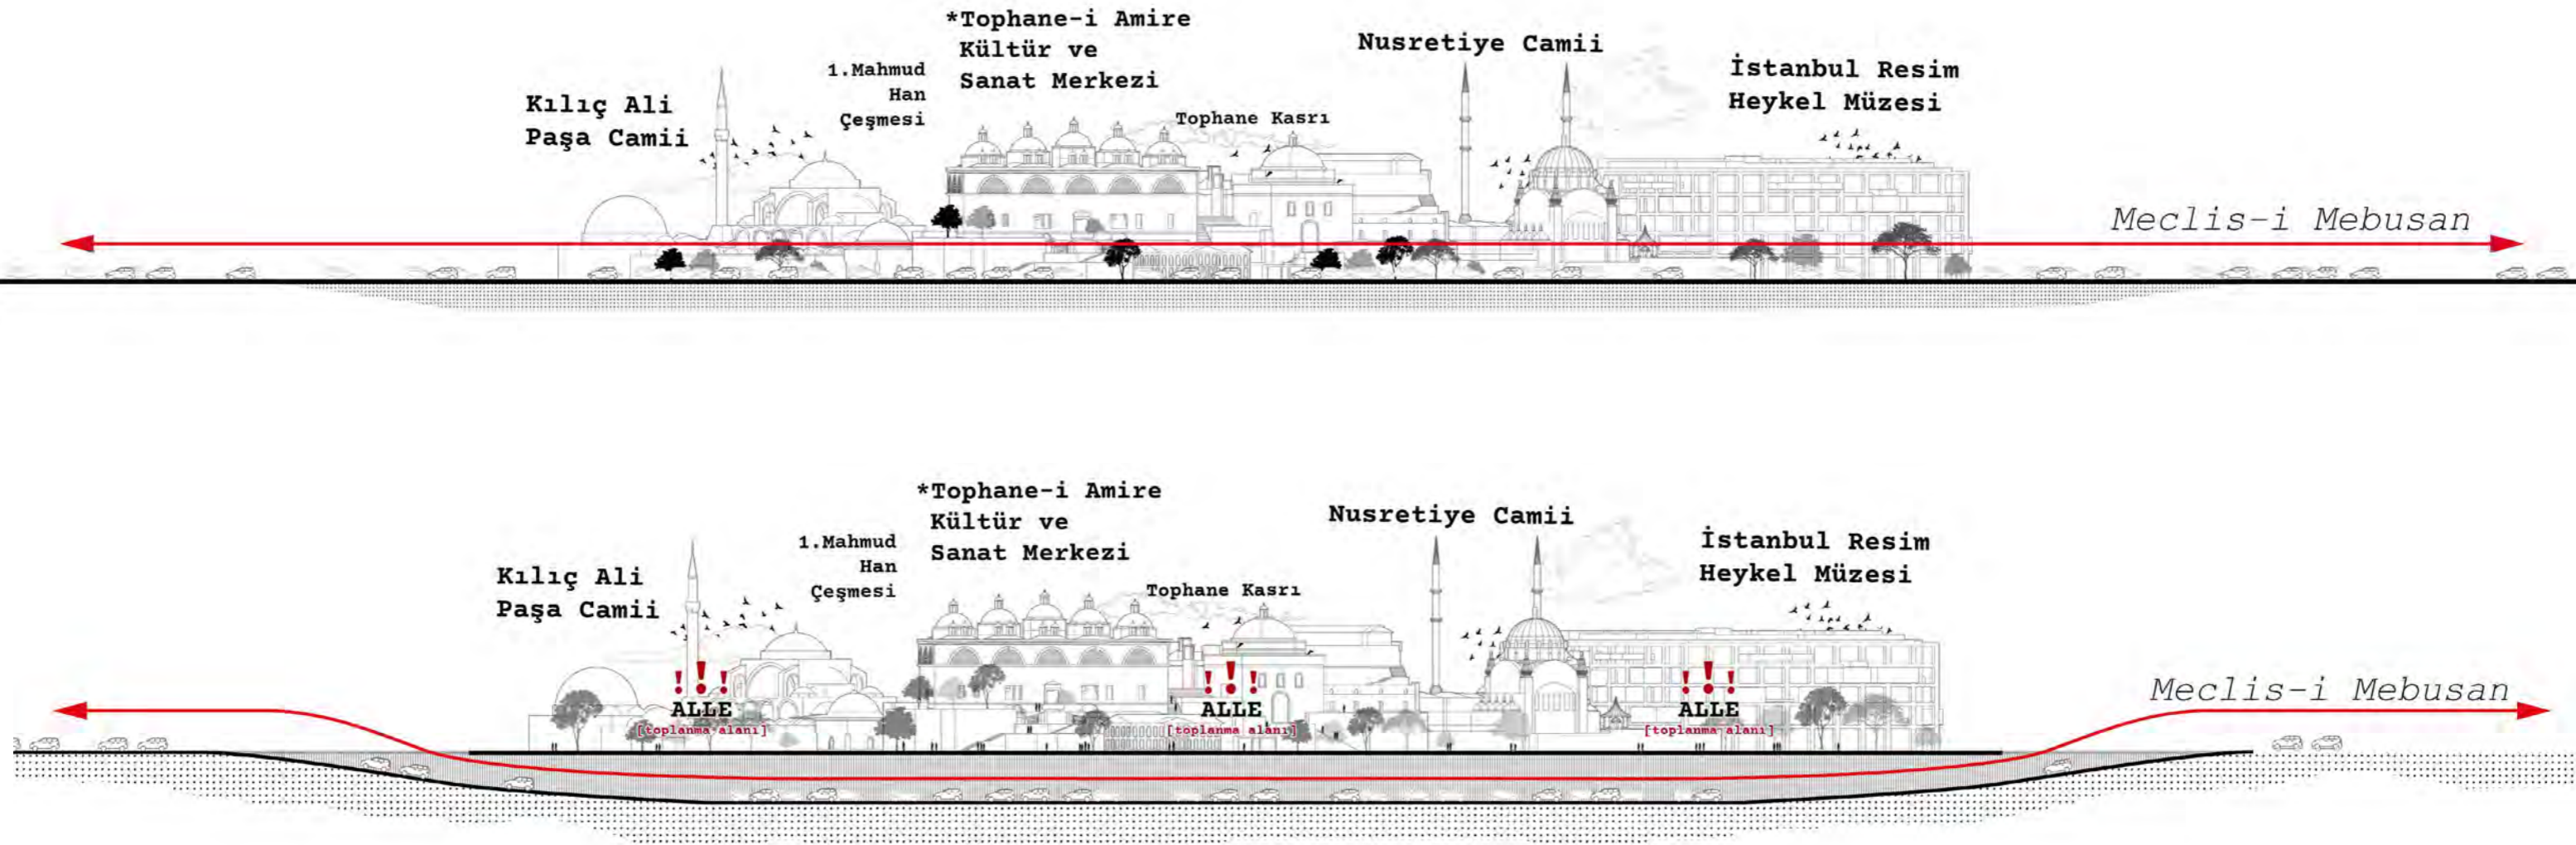 *Tophane-i Amire
Kültür ve
Sanat Merkezi
Nusretiye Camii
1.Mahmud
Han
Çeşmesi
İstanbul Resim
Heykel Müzesi
Kılıç Ali
Paşa Camii
Tophane Kasrı
Meclis-i Mebusan
*Tophane-i Amire
Kültür ve
Sanat Merkezi
Nusretiye Camii
1.Mahmud
Han
Çeşmesi
İstanbul Resim
Heykel Müzesi
Kılıç Ali
Paşa Camii
Tophane Kasrı
Meclis-i Mebusan
!!!
ALLE
[toplanma alanı]
!!!
ALLE
[toplanma alanı]
!!!
ALLE
[toplanma alanı]